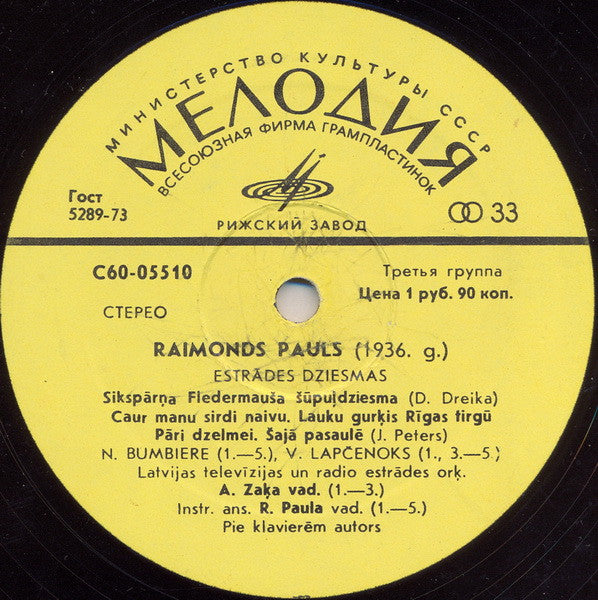 МИНИСТЕРСТВО КУЛЬТУРЫ СССР
МЕЛОДИЯ
ВСЕСОЮЗНАЯ ФИРМА ГРАМПЛАСТИНОК
Гост
5289-73
РИЖСКИЙ ЗАВОД
33
С60-05510
Третья группа
Цена 1 руб. 90 коп.
СТЕРЕО
RAIMONDS PAULS (1936. g.)
ESTRĀDES DZIESMAS
Sikspārņa Fledermauša šūpuļdziesma (D. Dreika)
Caur manu sirdi naivu. Lauku gurķis Rīgas tirgū
Pāri dzelmei. Šajā pasaulē (J. Peters)
N. BUMBIERE (1.—5.), V. LAPČENOKS (1., 3.—5.)
Latvijas televīzijas un radio estrādes orķ.
A. Zaķa vad. (1.—3.)
Instr. ans. R. Paula vad. (1.—5.)
Pie klavierēm autors